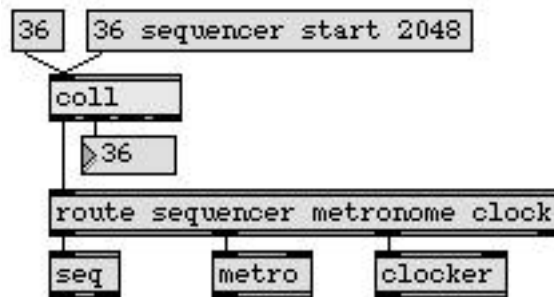 36
36 sequencer start 2048
coll
36
route sequencer metronome clock
seq
metro
clocker